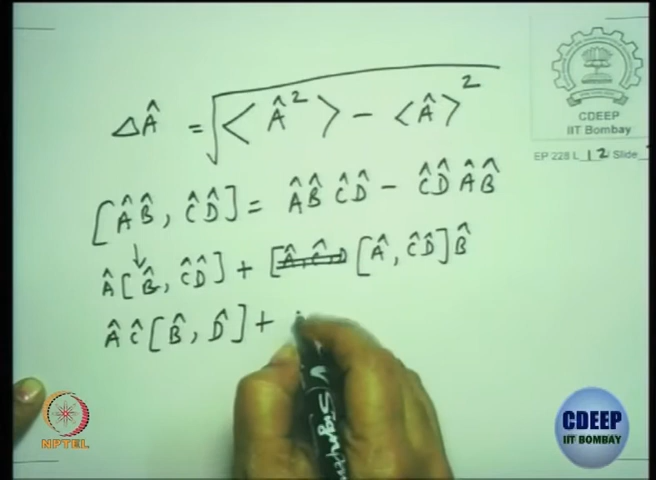 CDEEP
IIT Bombay
EP 228 L 12 Slide
ΔÂ = √(⟨Â²⟩ − ⟨Â⟩²)
[ÂB̂, ĈD̂] = ÂB̂ĈD̂ − ĈD̂ÂB̂
Â[B̂, ĈD̂] + [Â, ĈD̂]B̂
ÂĈ[B̂, D̂] +
NPTEL
CDEEP
IIT BOMBAY